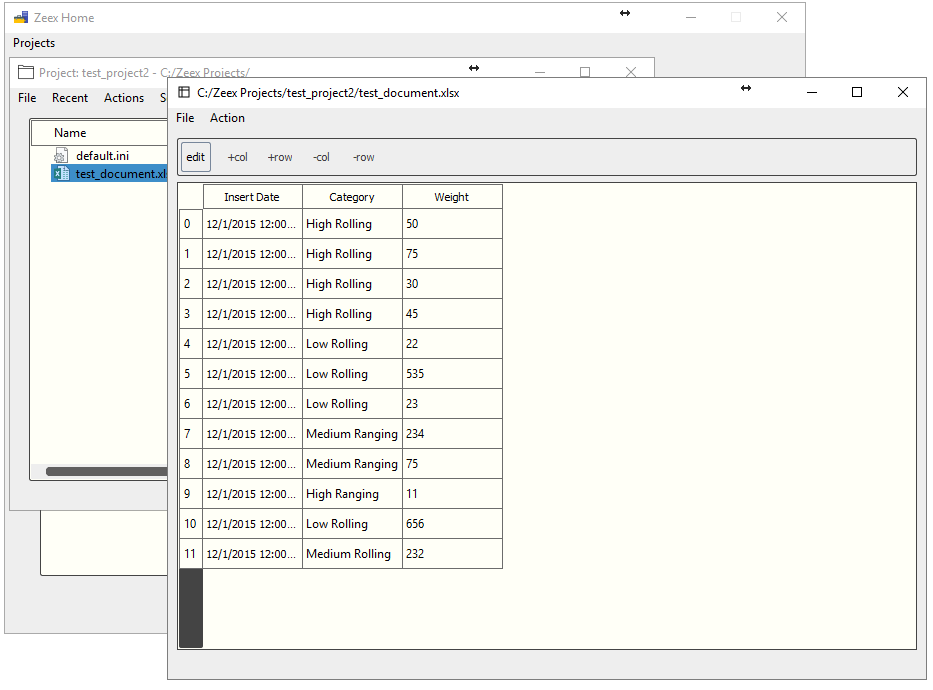 Zeex Home
Projects
Project: test_project2 - C:/Zeex Projects/
File Recent Actions S
Name
default.ini
test_document.xls
C:/Zeex Projects/test_project2/test_document.xlsx
File Action
edit +col +row -col -row
Insert Date Category Weight
0 12/1/2015 12:00... High Rolling 50
1 12/1/2015 12:00... High Rolling 75
2 12/1/2015 12:00... High Rolling 30
3 12/1/2015 12:00... High Rolling 45
4 12/1/2015 12:00... Low Rolling 22
5 12/1/2015 12:00... Low Rolling 535
6 12/1/2015 12:00... Low Rolling 23
7 12/1/2015 12:00... Medium Ranging 234
8 12/1/2015 12:00... Medium Ranging 75
9 12/1/2015 12:00... High Ranging 11
10 12/1/2015 12:00... Low Rolling 656
11 12/1/2015 12:00... Medium Rolling 232